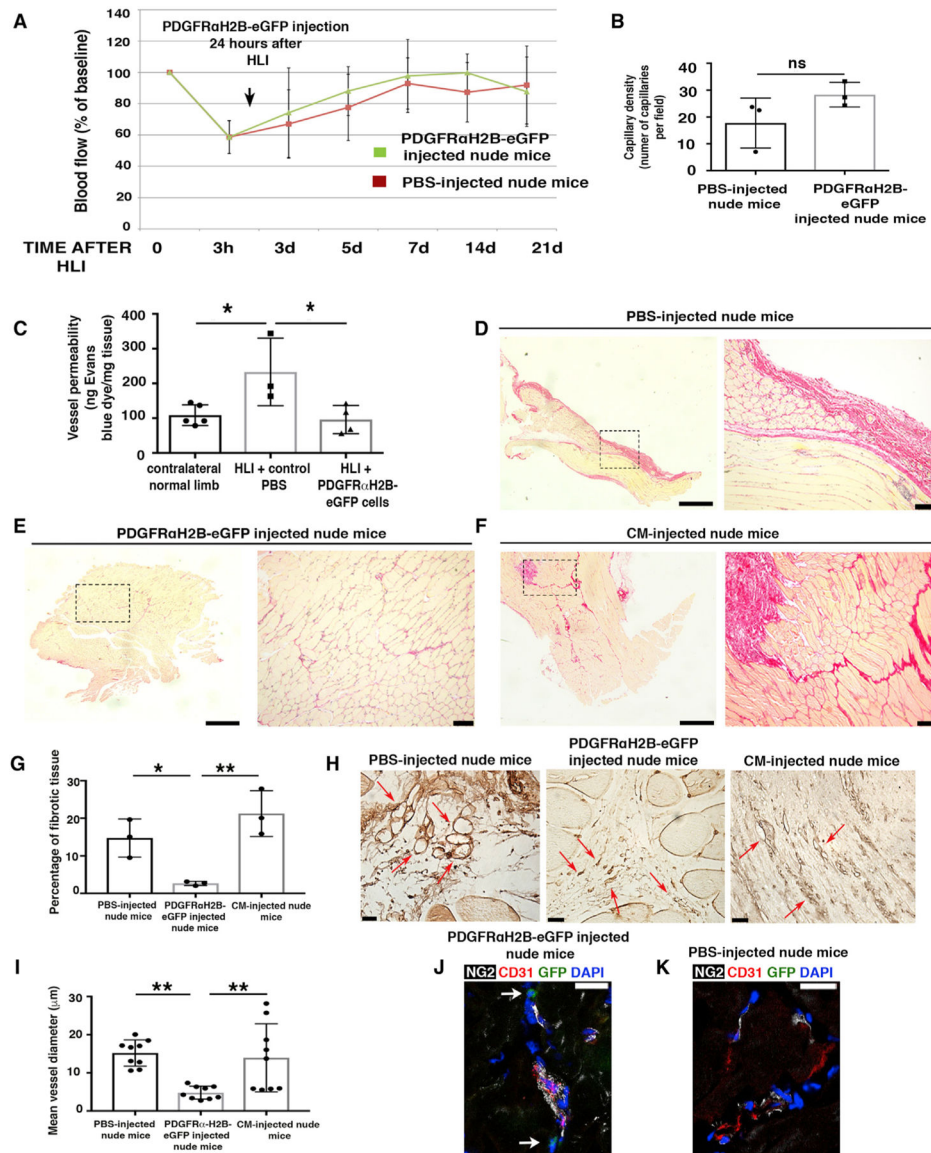 A
PDGFRαH2B-eGFP injection
24 hours after
HLI
Blood flow (% of baseline)
140
120
100
80
60
40
20
0
PDGFRαH2B-eGFP
injected nude mice
PBS-injected nude mice
TIME AFTER
HLI
0 3h 3d 5d 7d 14d 21d
B
ns
Capillary density
(numer of capillaries
per field)
40
30
20
10
0
PBS-injected
nude mice
PDGFRαH2B-
eGFP
injected nude mice
C
* *
Vessel permeability
(ng Evans
blue dye/mg tissue)
400
300
200
100
0
contralateral
normal limb
HLI + control
PBS
HLI +
PDGFRαH2B-
eGFP cells
D
PBS-injected nude mice
E
PDGFRαH2B-eGFP injected nude mice
F
CM-injected nude mice
G
* **
Percentage of fibrotic tissue
30
20
10
0
PBS-injected
nude mice
PDGFRαH2B-
eGFP injected
nude mice
CM-injected nude
mice
H
PBS-injected nude mice
PDGFRαH2B-eGFP
injected nude mice
CM-injected nude mice
I
** **
Mean vessel diameter (μm)
30
20
10
0
PBS-injected
nude mice
PDGFRα-H2B-
eGFP injected
nude mice
CM-injected nude
mice
PDGFRαH2B-eGFP injected
nude mice
J
NG2 CD31 GFP DAPI
PBS-injected nude mice
K
NG2 CD31 GFP DAPI